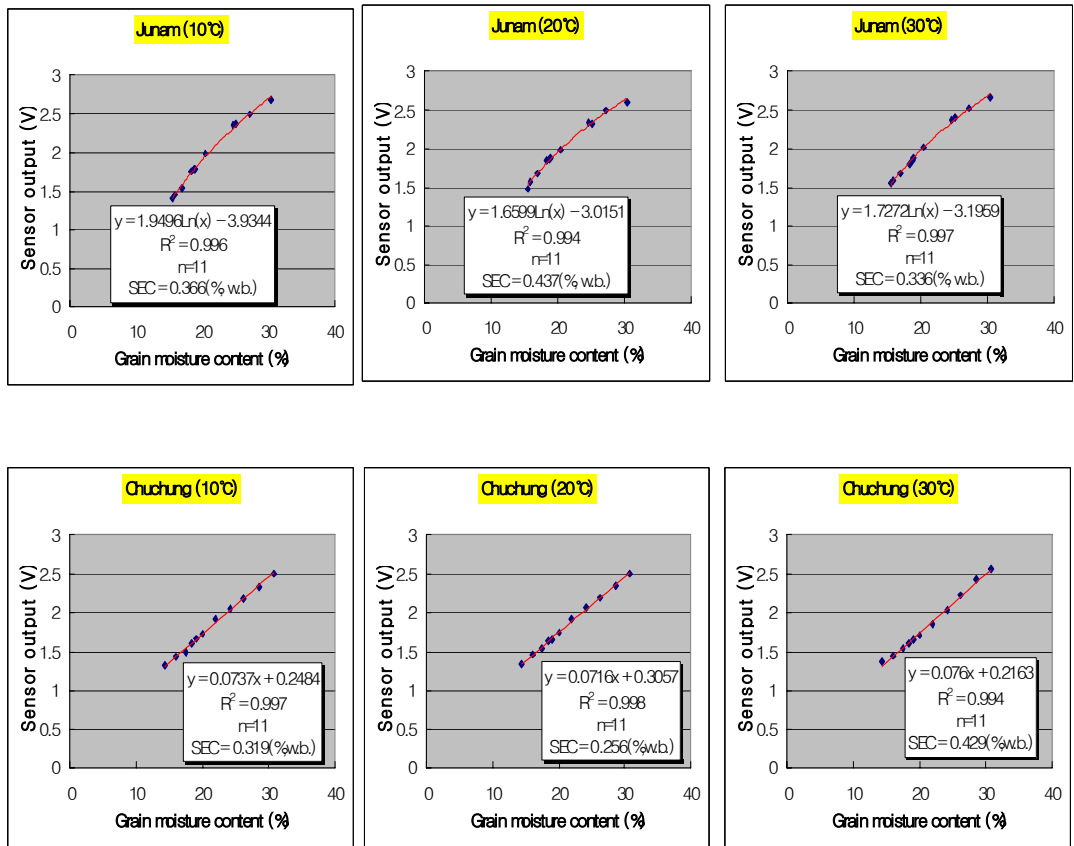 Junam (10℃)
3
2.5
2
1.5
1
0.5
0
Sensor output (V)
y = 1.9496Ln(x) - 3.9344
R² = 0.996
n=11
SEC = 0.366(%, w.b.)
0 10 20 30 40
Grain moisture content (%)
Junam (20℃)
3
2.5
2
1.5
1
0.5
0
Sensor output (V)
y = 1.6599Ln(x) - 3.0151
R² = 0.994
n=11
SEC = 0.437(%, w.b.)
0 10 20 30 40
Grain moisture content (%)
Junam (30℃)
3
2.5
2
1.5
1
0.5
0
Sensor output (V)
y = 1.7272Ln(x) - 3.1959
R² = 0.997
n=11
SEC = 0.336(%, w.b.)
0 10 20 30 40
Grain moisture content (%)
Chuchung (10℃)
3
2.5
2
1.5
1
0.5
0
Sensor output (V)
y = 0.0737x + 0.2484
R² = 0.997
n=11
SEC = 0.319(%,w.b.)
0 10 20 30 40
Grain moisture content (%)
Chuchung (20℃)
3
2.5
2
1.5
1
0.5
0
Sensor output (V)
y = 0.0716x + 0.3057
R² = 0.998
n=11
SEC = 0.256(%,w.b.)
0 10 20 30 40
Grain moisture content (%)
Chuchung (30℃)
3
2.5
2
1.5
1
0.5
0
Sensor output (V)
y = 0.076x + 0.2163
R² = 0.994
n=11
SEC = 0.429(%,w.b.)
0 10 20 30 40
Grain moisture content (%)